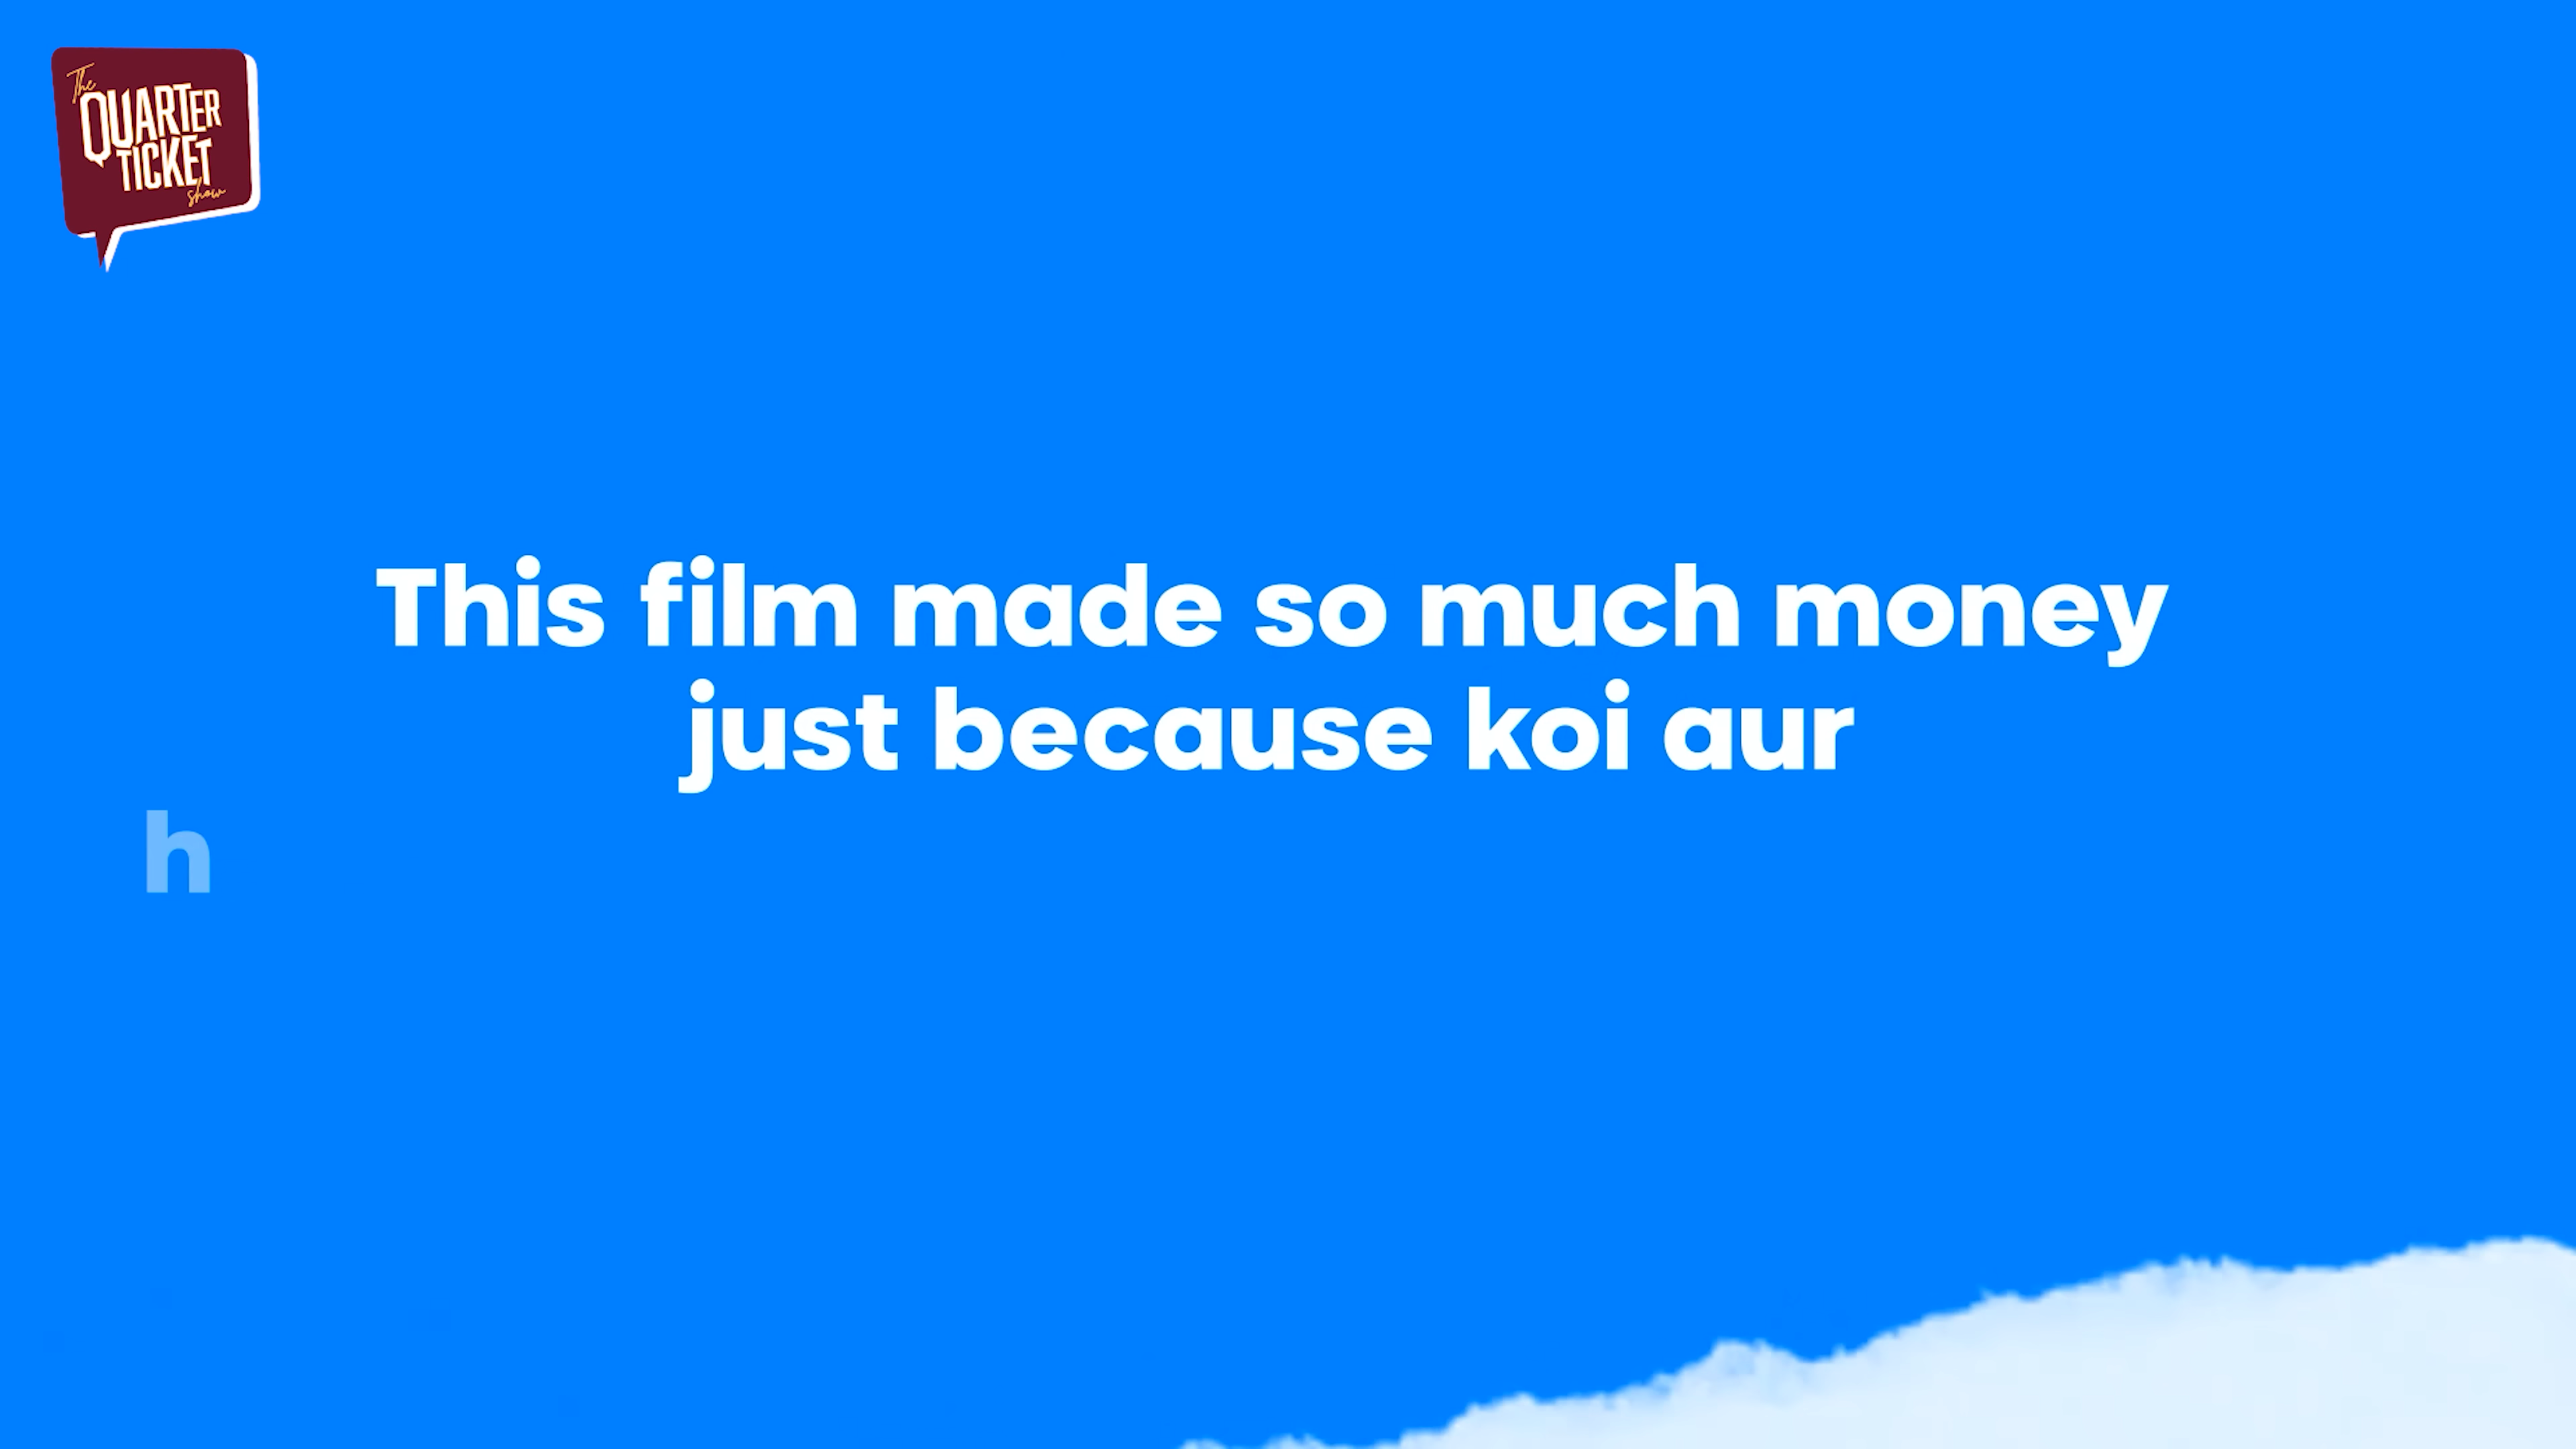 The
QUARTER
TICKET
show
This film made so much money
just because koi aur
h